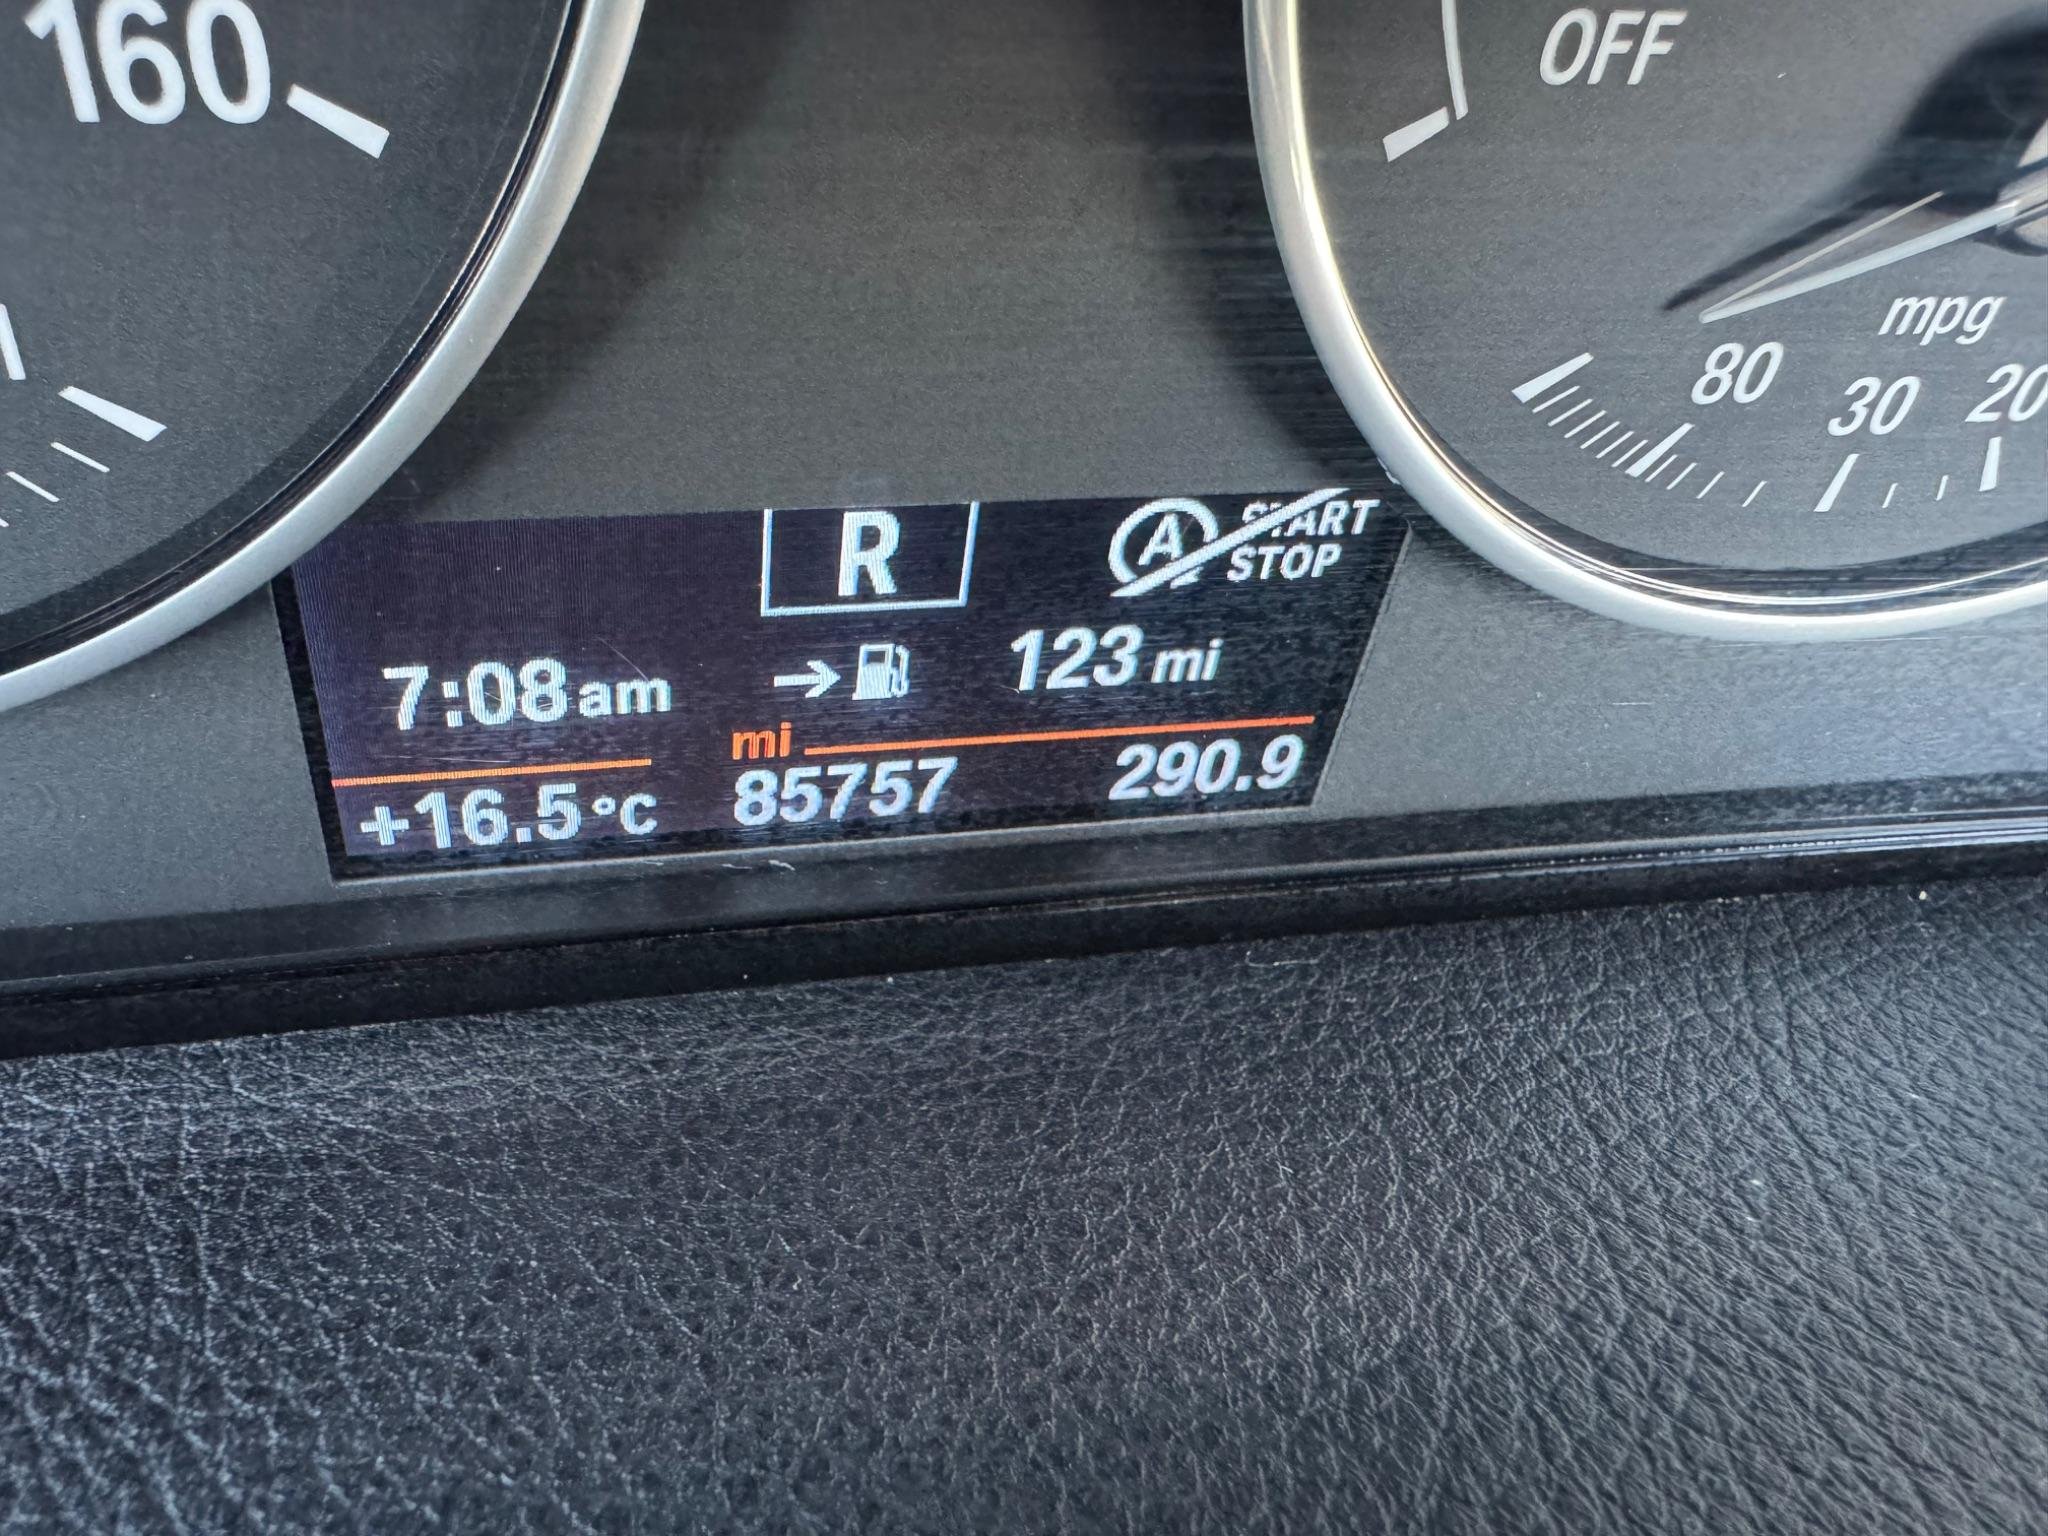 160
OFF
mpg
80 30 20
R
A START
STOP
7:08am
123 mi
mi
+16.5°C
85757
290.9